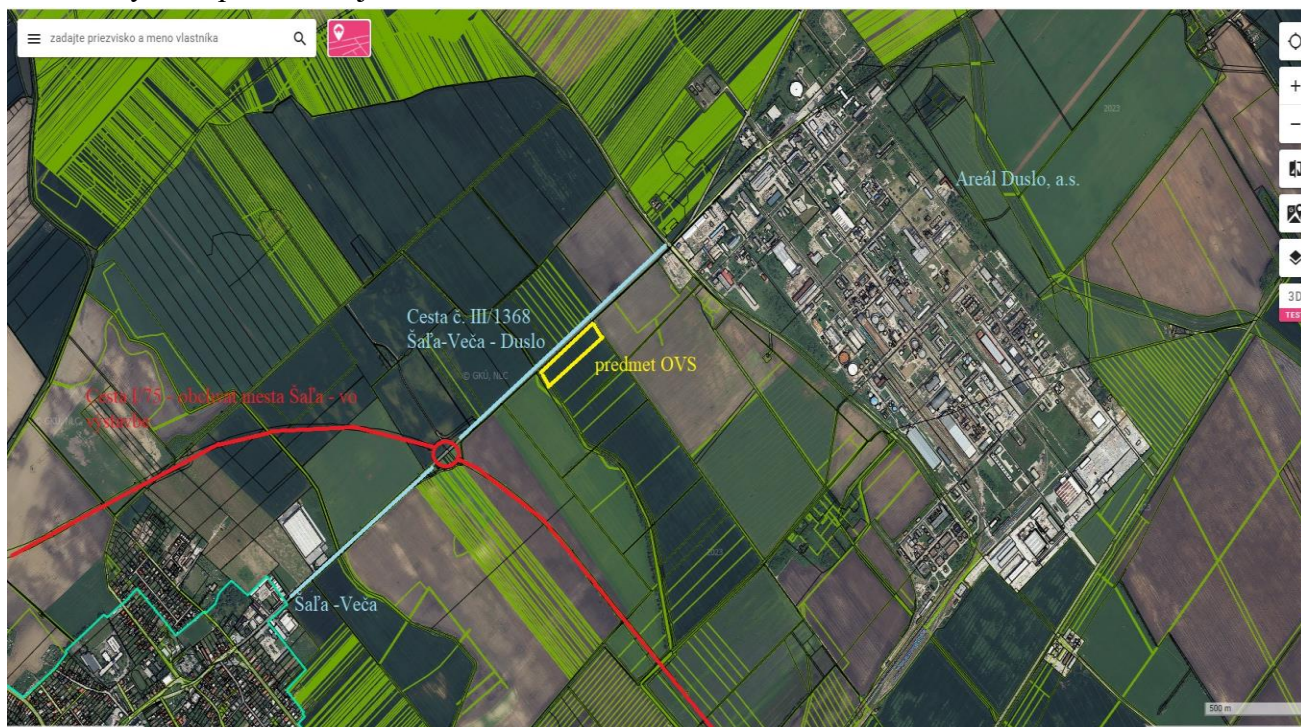 zadajte priezvisko a meno vlastníka
2023
Areál Duslo, a.s.
3D
TEST
Cesta č. III/1368
Šaľa-Veča - Duslo
predmet OVS
© GKÚ, NLC
Cesta I/75 - obchvat mesta Šaľa - vo
výstavbe
2023
Šaľa -Veča
500 m